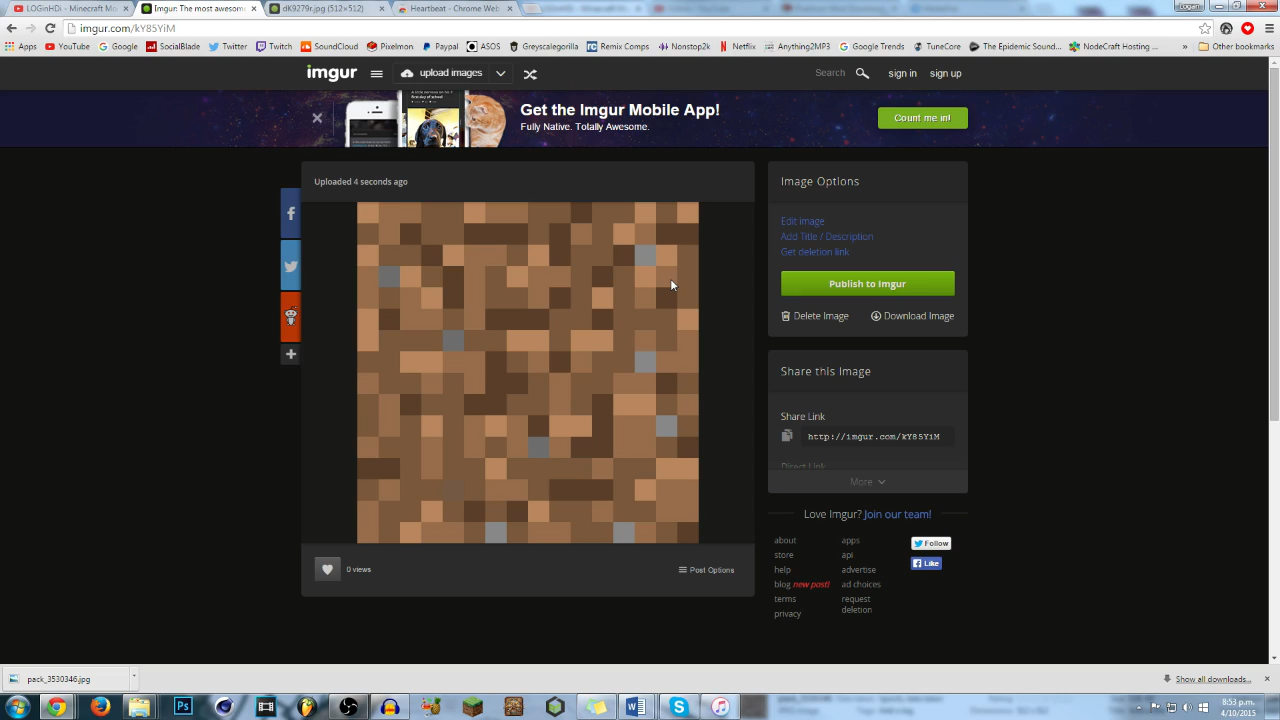 LOGinHDi - Minecraft Mo
Imgur: The most awesome
dK9279r.jpg (512×512)
Heartbeat - Chrome Web
Logan
imgur.com/kY85YiM
Apps
YouTube
Google
SocialBlade
Twitter
Twitch
SoundCloud
Pixelmon
Paypal
ASOS
Gregzamedia
Remix Comps
Nonstop2k
Netflix
Anything2MP3
Google Trends
TuneCore
The Epidemic Sound...
NodeCraft Hosting ...
»
Other bookmarks
imgur
upload images
Search
sign in
sign up
Get the Imgur Mobile App!
Fully Native. Totally Awesome.
Count me in!
Uploaded 4 seconds ago
Image Options
Edit image
Add Title / Description
Get deletion link
Publish to Imgur
Delete Image
Download Image
Share this Image
Share Link
http://imgur.com/kY85YiM
Direct Link
More
Love Imgur? Join our team!
about
apps
Follow
store
api
Like
help
advertise
blog new post!
ad choices
terms
request deletion
privacy
0 views
Post Options
pack_3530346.jpg
Show all downloads...
8:53 p.m.
4/10/2015